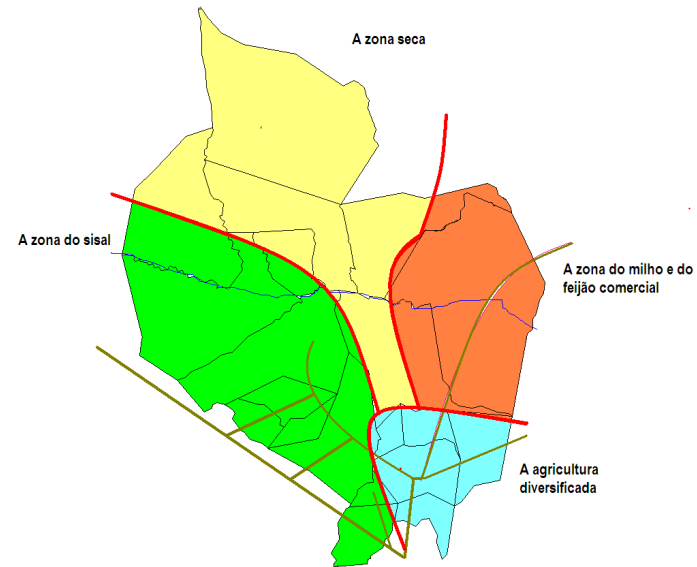 A zona seca
A zona do sisal
A zona do milho e do
feijão comercial
A agricultura
diversificada